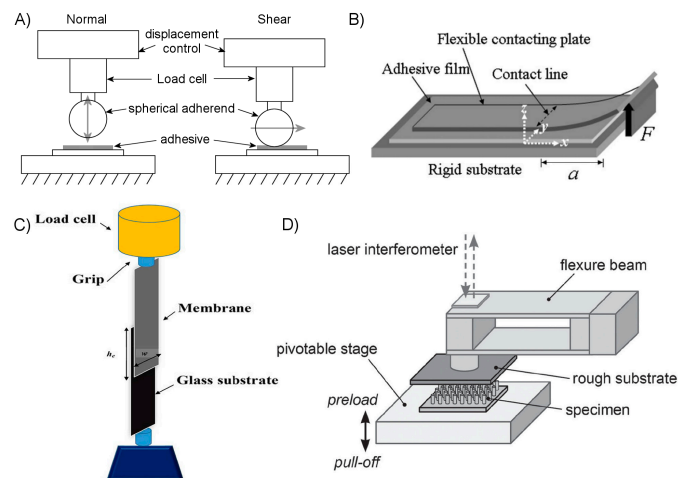 A)
Normal
Shear
displacement
control
Load cell
spherical adherend
adhesive
B)
Flexible contacting plate
Adhesive film
Contact line
z
y
x
F
Rigid substrate
a
C)
Load cell
Grip
Membrane
hc
w
Glass substrate
D)
laser interferometer
flexure beam
pivotable stage
rough substrate
preload
specimen
pull-off